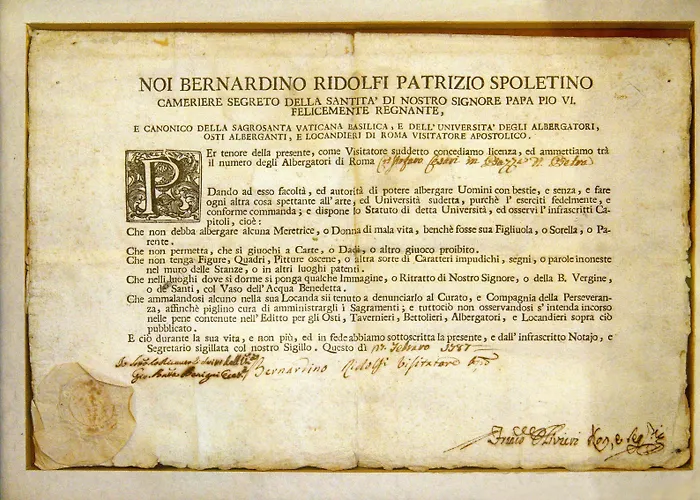 NOI BERNARDINO RIDOLFI PATRIZIO SPOLETINO
CAMERIERE SEGRETO DELLA SANTITA' DI NOSTRO SIGNORE PAPA PIO VI.
FELICEMENTE REGNANTE,
E CANONICO DELLA SAGROSANTA VATICANA BASILICA, E DELL'UNIVERSITA' DEGLI ALBERGATORI,
OSTI ALBERGANTI, E LOCANDIERI DI ROMA VISITATORE APOSTOLICO.
PEr tenore della presente, come Visitatore suddetto concediamo licenza, ed ammettiamo trà
il numero degli Albergatori di Roma in Piazza di Pietra
Dando ad esso facoltà, ed autorità di potere albergare Uomini con bestie, e senza, e fare
ogni altra cosa spettante all'arte, ed Università sudetta, purchè l'eserciti fedelmente, e
conforme commanda; e dispone lo Statuto di detta Università, ed osservi l'infrascritti Ca-
pitoli, cioè:
Che non debba albergare alcuna Meretrice, o Donna di mala vita, benchè fosse sua Figliuola, o Sorella, o Pa-
rente.
Che non permetta, che si giuochi a Carte, o Dadi, o altro giuoco proibito.
Che non tenga Figure, Quadri, Pitture oscene, o altra sorte di Caratteri impudichi, segni, o parole inoneste
nel muro delle Stanze, o in altri luoghi patenti.
Che nelli luoghi dove si dorme si ponga qualche Immagine, o Ritratto di Nostro Signore, o della B. Vergine,
o de' Santi, col Vaso dell'Acqua Benedetta.
Che ammalandosi alcuno nella sua Locanda sii tenuto a denunciarlo al Curato, e Compagnia della Perseveran-
za, affinchè piglino cura di amministrargli i Sagramenti; e tuttociò non osservandosi s'intenda incorso
nelle pene contenute nell'Editto per gli Osti, Tavernieri, Bettolieri, Albergatori, e Locandieri sopra ciò
pubblicato.
E ciò durante la sua vita, e non più, ed in fede abbiamo sottoscritta la presente, e dall'infrascritto Notajo, e
Segretario sigillata col nostro Sigillo. Questo di Febraro 1787
Bernardino Ridolfi Visitatore